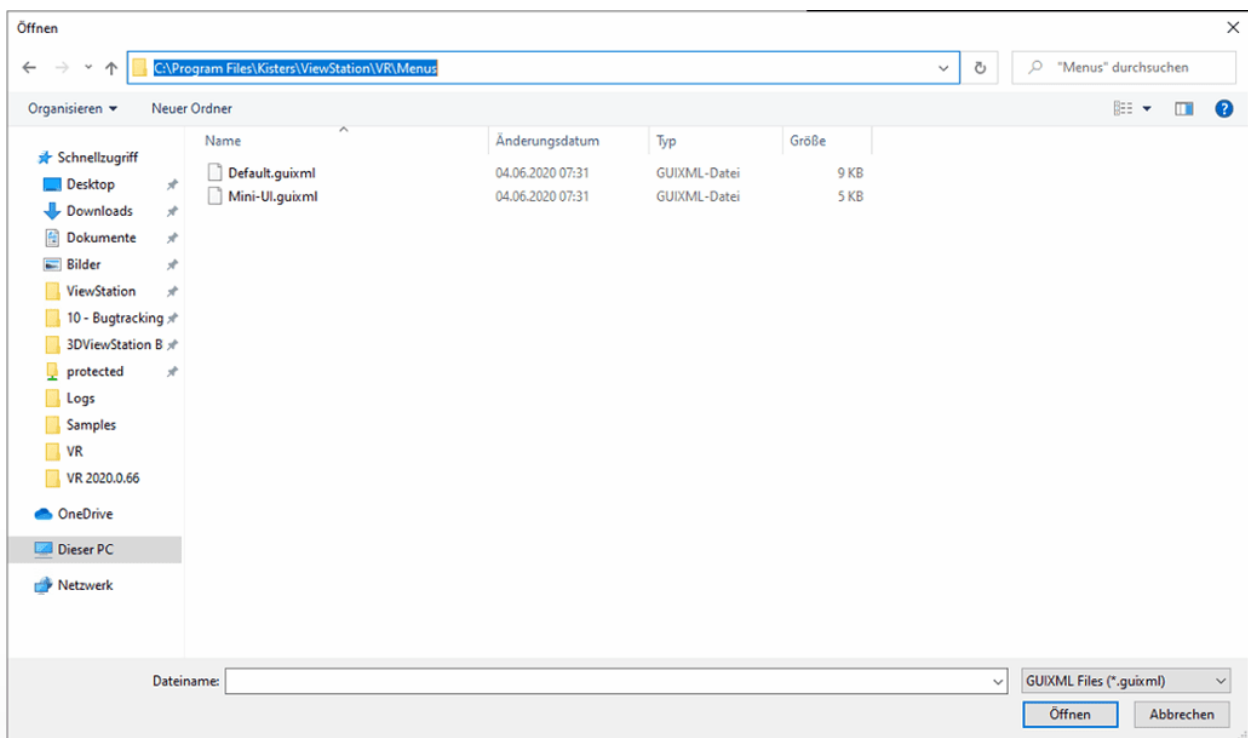 Öffnen
C:\Program Files\Kisters\ViewStation\VR\Menus
"Menus" durchsuchen
Organisieren
Neuer Ordner
Name
Änderungsdatum
Typ
Größe
Default.guixml
04.06.2020 07:31
GUIXML-Datei
9 KB
Mini-UI.guixml
04.06.2020 07:31
GUIXML-Datei
5 KB
Schnellzugriff
Desktop
Downloads
Dokumente
Bilder
ViewStation
10 - Bugtracking
3DViewStation B
protected
Logs
Samples
VR
VR 2020.0.66
OneDrive
Dieser PC
Netzwerk
Dateiname:
GUIXML Files (*.guixml)
Öffnen
Abbrechen